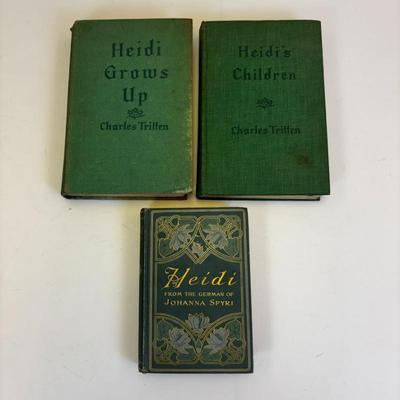 Heidi
Grows
Up
Charles Tritten
Heidi's
Children
Charles Tritten
Heidi
FROM THE GERMAN OF
JOHANNA SPYRI